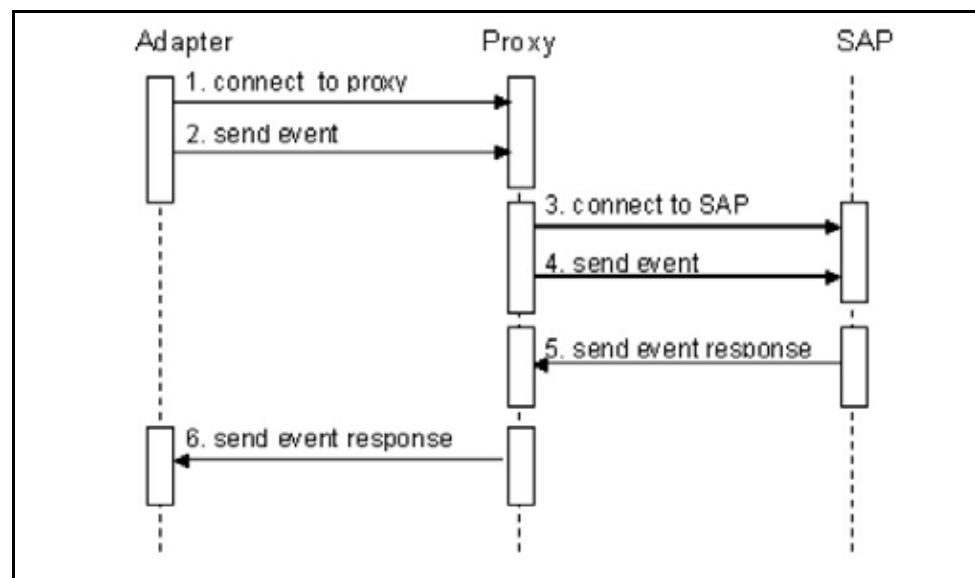 Adapter
Proxy
SAP
1. connect to proxy
2. send event
3. connect to SAP
4. send event
5. send event response
6. send event response